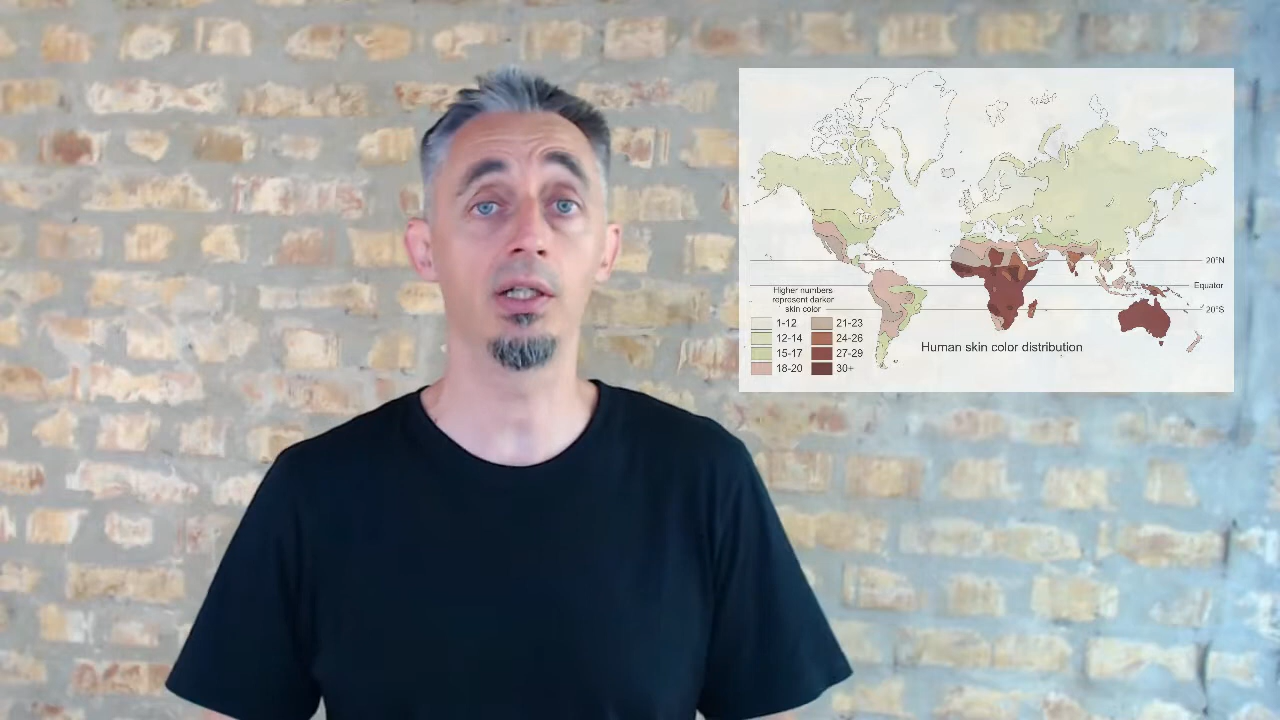 20°N
Equator
20°S
Higher numbers
represent darker
skin color
1-12
12-14
15-17
18-20
21-23
24-26
27-29
30+
Human skin color distribution